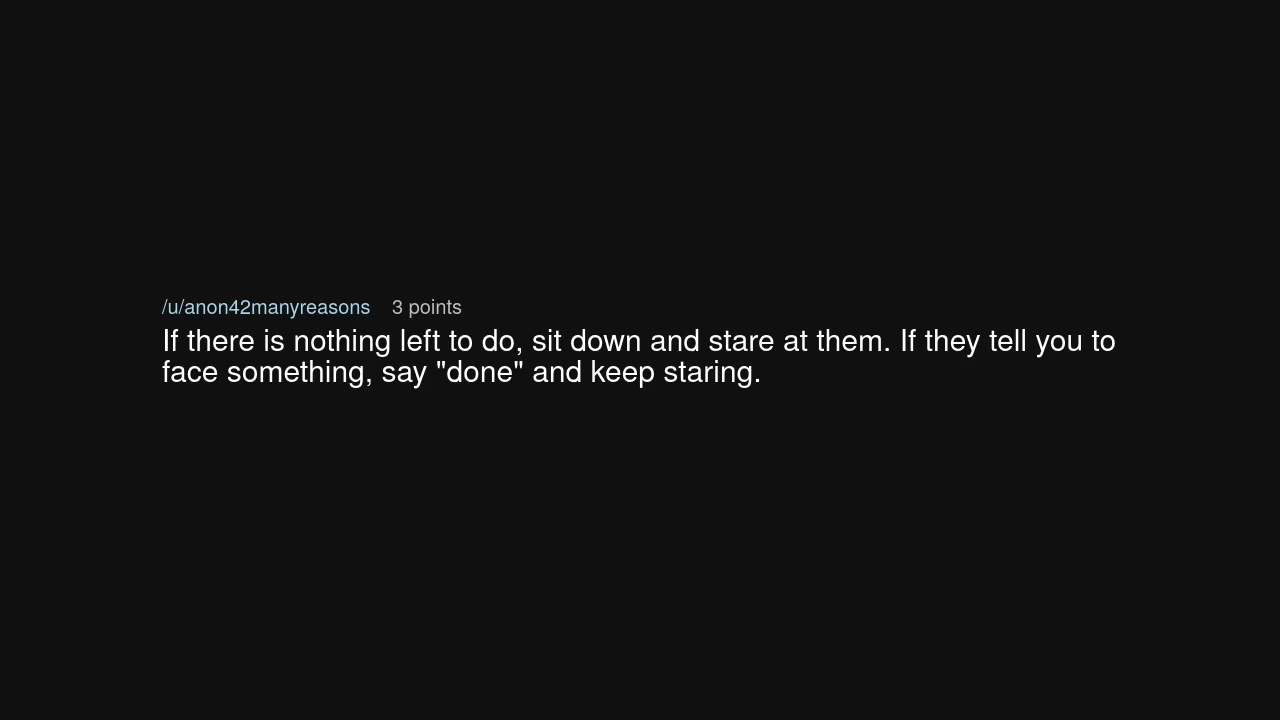 /u/anon42manyreasons 3 points
If there is nothing left to do, sit down and stare at them. If they tell you to
face something, say "done" and keep staring.